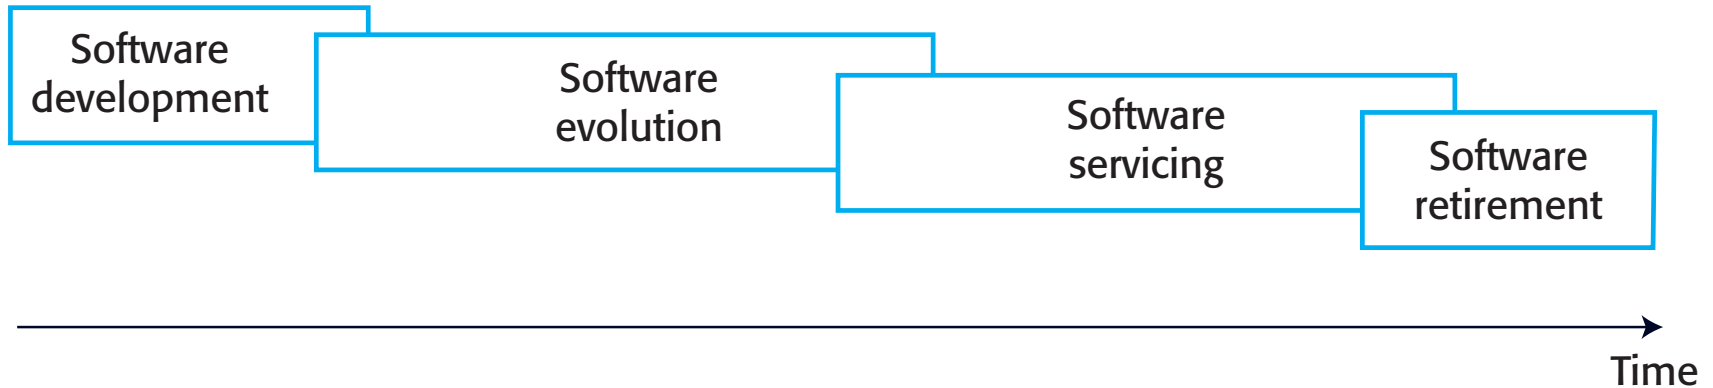 Software
development
Software
evolution
Software
servicing
Software
retirement
Time